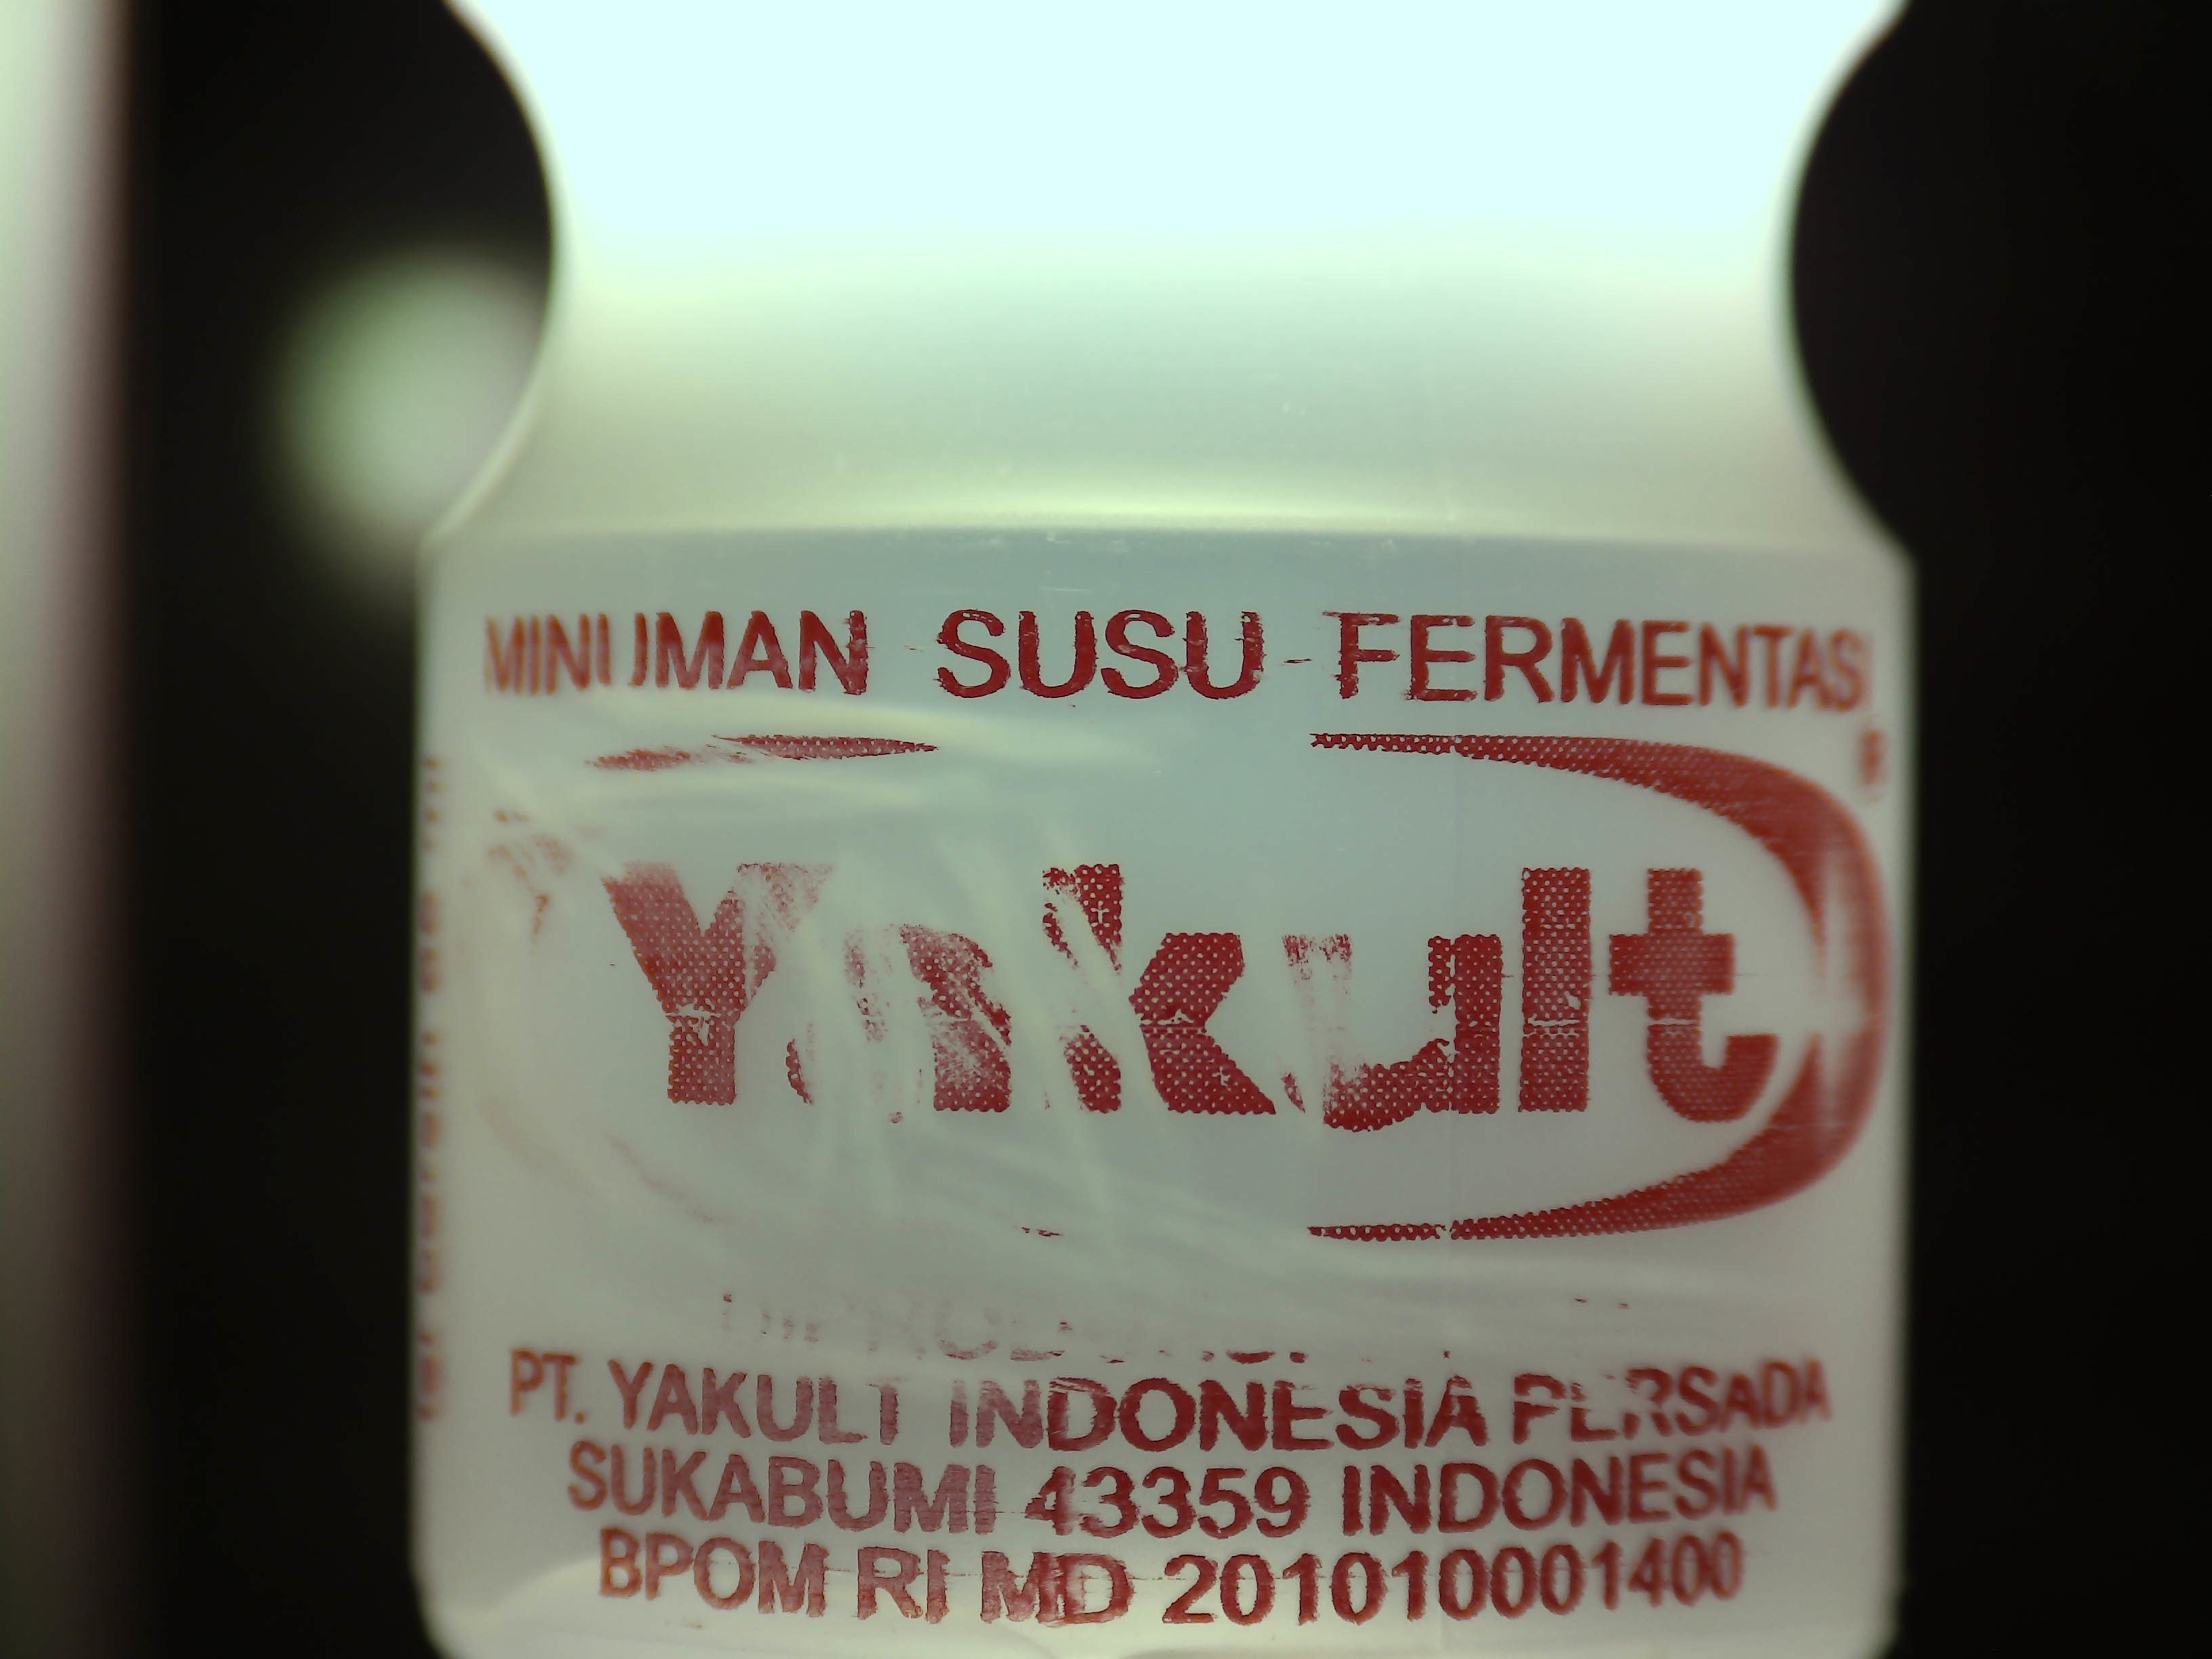 MINUMAN SUSU FERMENTASI
Yakult
PT. YAKULT INDONESIA PERSADA
SUKABUMI 43359 INDONESIA
BPOM RI MD 201010001400